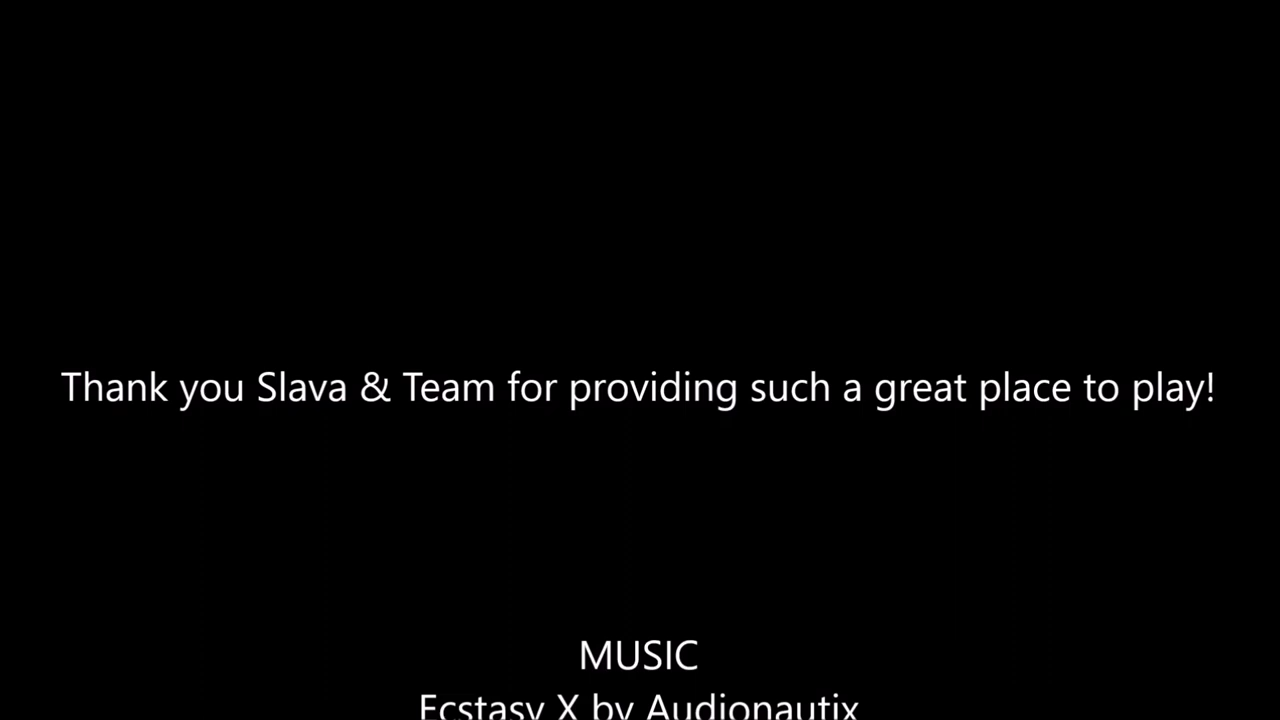 Thank you Slava & Team for providing such a great place to play!
MUSIC
Ecstasy X by Audionautix